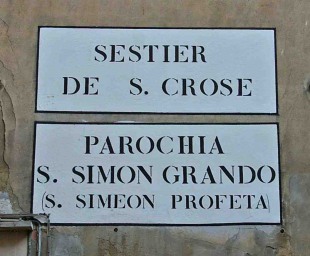 SESTIER
DE S. CROSE
PAROCHIA
S. SIMON GRANDO
(S. SIMEON PROFETA)